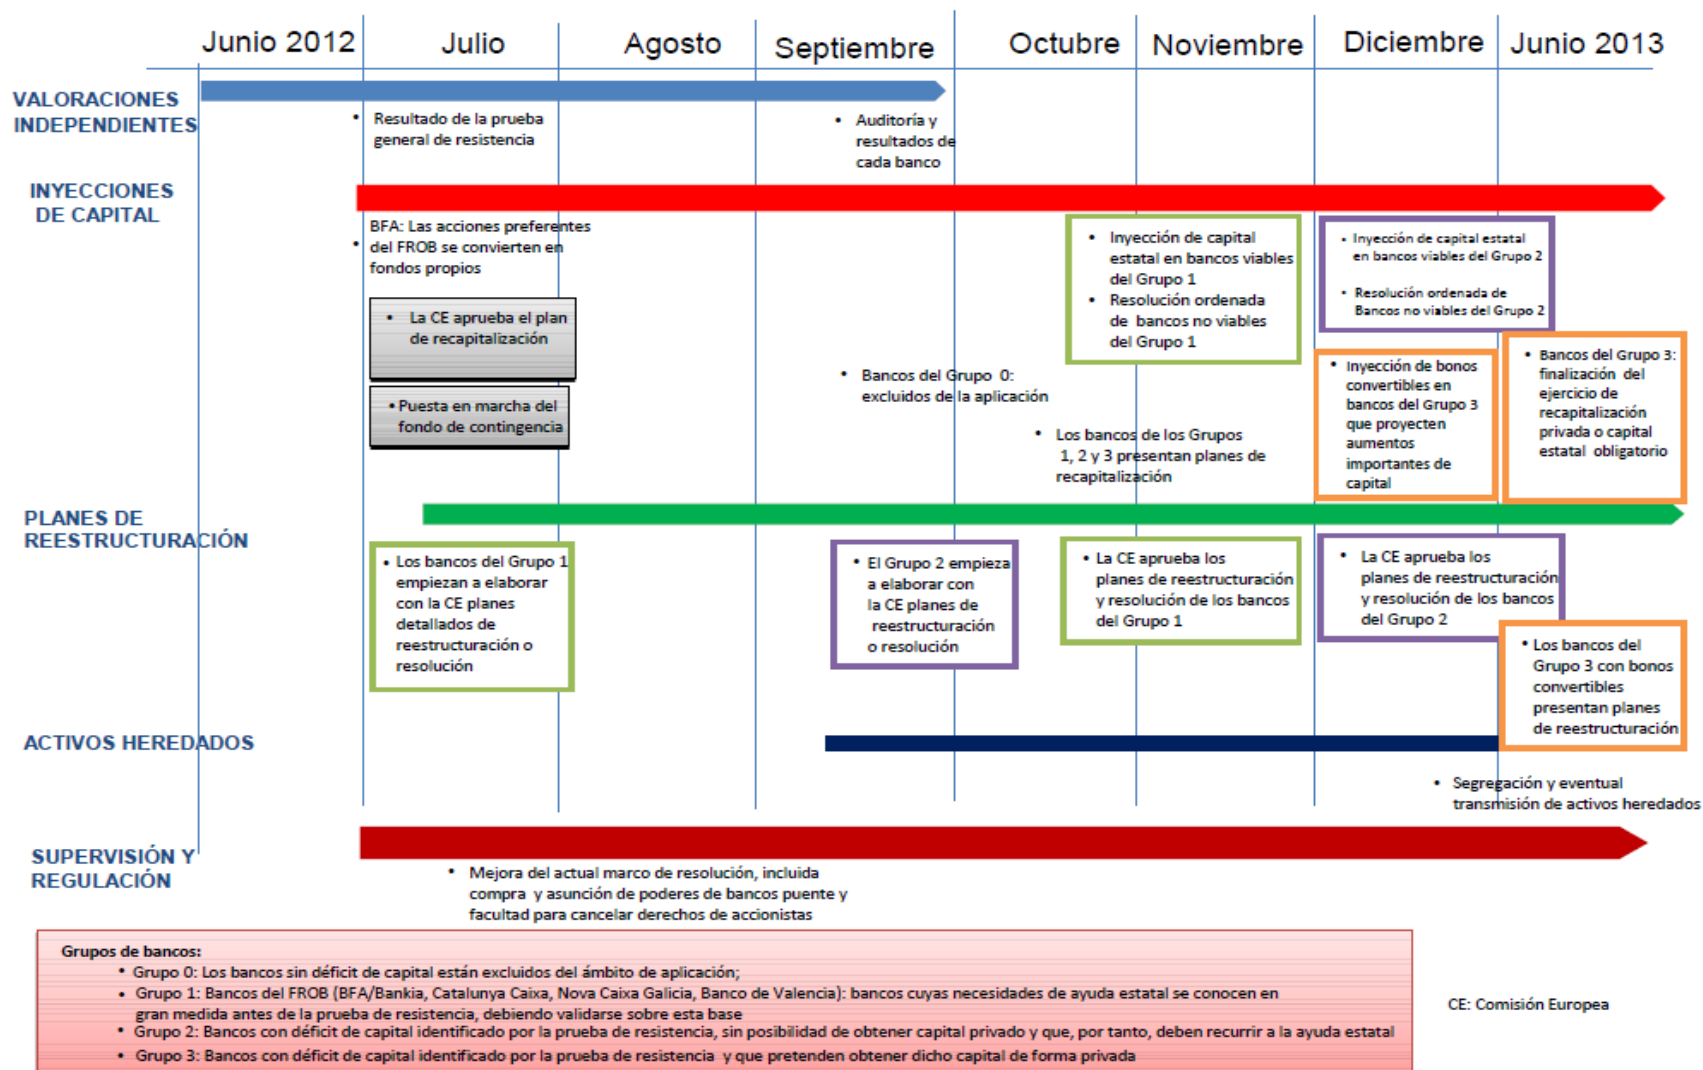 Junio 2012
Julio
Agosto
Septiembre
Octubre
Noviembre
Diciembre
Junio 2013
VALORACIONES
INDEPENDIENTES
• Resultado de la prueba
general de resistencia
• Auditoría y
resultados de
cada banco
INYECCIONES
DE CAPITAL
BFA: Las acciones preferentes
• del FROB se convierten en
fondos propios
• La CE aprueba el plan
de recapitalización
• Puesta en marcha del
fondo de contingencia
• Bancos del Grupo 0:
excluidos de la aplicación
• Los bancos de los Grupos
1, 2 y 3 presentan planes de
recapitalización
• Inyección de capital
estatal en bancos viables
del Grupo 1
• Resolución ordenada
de bancos no viables
del Grupo 1
• Inyección de capital estatal
en bancos viables del Grupo 2
• Resolución ordenada de
Bancos no viables del Grupo 2
• Inyección de bonos
convertibles en
bancos del Grupo 3
que proyecten
aumentos
importantes de
capital
• Bancos del Grupo 3:
finalización del
ejercicio de
recapitalización
privada o capital
estatal obligatorio
PLANES DE
REESTRUCTURACIÓN
• Los bancos del Grupo 1
empiezan a elaborar
con la CE planes
detallados de
reestructuración o
resolución
• El Grupo 2 empieza
a elaborar con
la CE planes de
reestructuración
o resolución
• La CE aprueba los
planes de reestructuración
y resolución de los bancos
del Grupo 1
• La CE aprueba los
planes de reestructuración
y resolución de los bancos
del Grupo 2
• Los bancos del
Grupo 3 con bonos
convertibles
presentan planes
de reestructuración
ACTIVOS HEREDADOS
• Segregación y eventual
transmisión de activos heredados
SUPERVISIÓN Y
REGULACIÓN
• Mejora del actual marco de resolución, incluida
compra y asunción de poderes de bancos puente y
facultad para cancelar derechos de accionistas
Grupos de bancos:
• Grupo 0: Los bancos sin déficit de capital están excluidos del ámbito de aplicación;
• Grupo 1: Bancos del FROB (BFA/Bankia, Catalunya Caixa, Nova Caixa Galicia, Banco de Valencia): bancos cuyas necesidades de ayuda estatal se conocen en
gran medida antes de la prueba de resistencia, debiendo validarse sobre esta base
• Grupo 2: Bancos con déficit de capital identificado por la prueba de resistencia, sin posibilidad de obtener capital privado y que, por tanto, deben recurrir a la ayuda estatal
• Grupo 3: Bancos con déficit de capital identificado por la prueba de resistencia y que pretenden obtener dicho capital de forma privada
CE: Comisión Europea